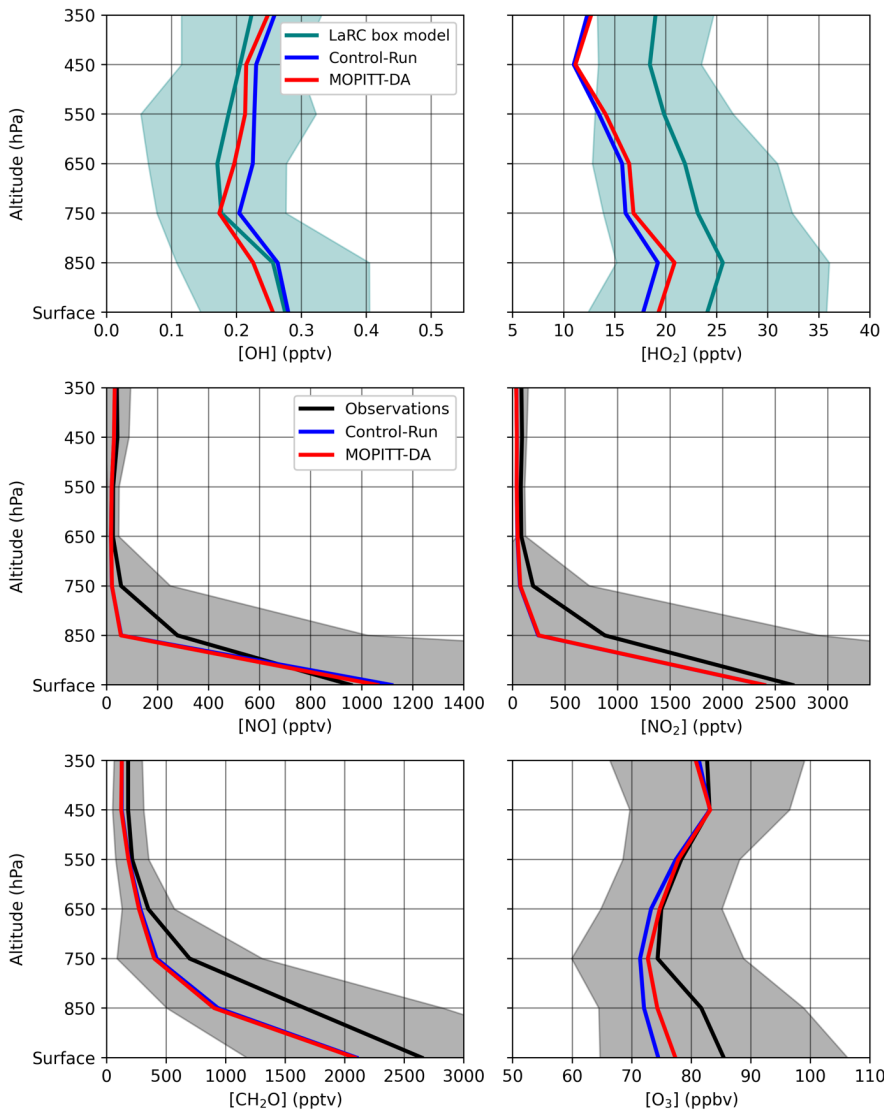 350
450
550
650
750
850
Surface
Altitude (hPa)
LaRC box model
Control-Run
MOPITT-DA
0.0 0.1 0.2 0.3 0.4 0.5
[OH] (pptv)
5 10 15 20 25 30 35 40
[HO₂] (pptv)
350
450
550
650
750
850
Surface
Altitude (hPa)
Observations
Control-Run
MOPITT-DA
0 200 400 600 800 1000 1200 1400
[NO] (pptv)
0 1000 2000 3000
[NO₂] (pptv)
350
450
550
650
750
850
Surface
Altitude (hPa)
0 500 1000 1500 2000 2500 3000
[CH₂O] (pptv)
50 60 70 80 90 100 110
[O₃] (ppbv)